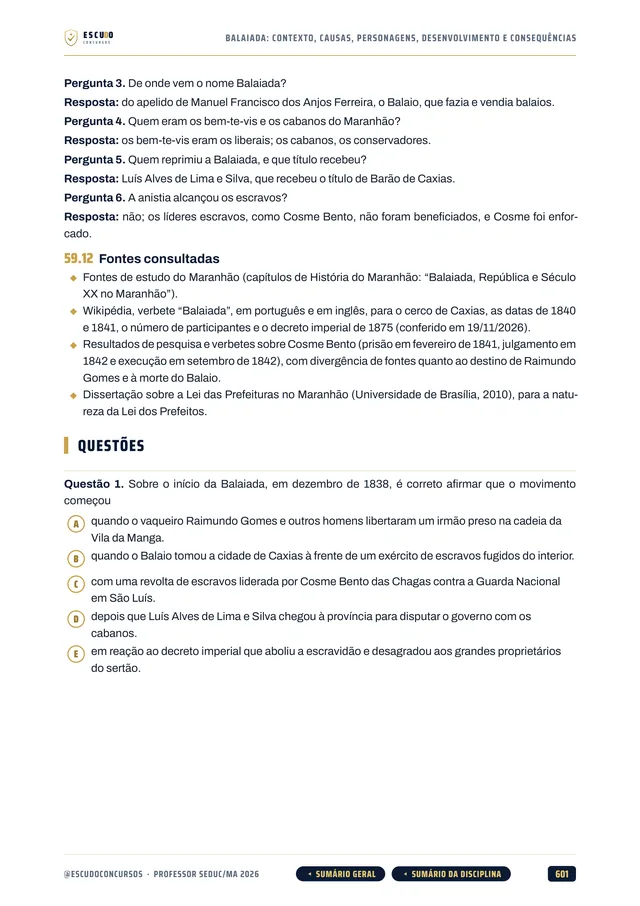 ESCUDO
CONCURSOS
BALAIADA: CONTEXTO, CAUSAS, PERSONAGENS, DESENVOLVIMENTO E CONSEQUÊNCIAS
Pergunta 3. De onde vem o nome Balaiada?
Resposta: do apelido de Manuel Francisco dos Anjos Ferreira, o Balaio, que fazia e vendia balaios.
Pergunta 4. Quem eram os bem-te-vis e os cabanos do Maranhão?
Resposta: os bem-te-vis eram os liberais; os cabanos, os conservadores.
Pergunta 5. Quem reprimiu a Balaiada, e que título recebeu?
Resposta: Luís Alves de Lima e Silva, que recebeu o título de Barão de Caxias.
Pergunta 6. A anistia alcançou os escravos?
Resposta: não; os líderes escravos, como Cosme Bento, não foram beneficiados, e Cosme foi enfor-
cado.
59.12 Fontes consultadas
◆ Fontes de estudo do Maranhão (capítulos de História do Maranhão: “Balaiada, República e Século
XX no Maranhão”).
◆ Wikipédia, verbete “Balaiada”, em português e em inglês, para o cerco de Caxias, as datas de 1840
e 1841, o número de participantes e o decreto imperial de 1875 (conferido em 19/11/2026).
◆ Resultados de pesquisa e verbetes sobre Cosme Bento (prisão em fevereiro de 1841, julgamento em
1842 e execução em setembro de 1842), com divergência de fontes quanto ao destino de Raimundo
Gomes e à morte do Balaio.
◆ Dissertação sobre a Lei das Prefeituras no Maranhão (Universidade de Brasília, 2010), para a natu-
reza da Lei dos Prefeitos.
QUESTÕES
Questão 1. Sobre o início da Balaiada, em dezembro de 1838, é correto afirmar que o movimento
começou
A quando o vaqueiro Raimundo Gomes e outros homens libertaram um irmão preso na cadeia da
Vila da Manga.
B quando o Balaio tomou a cidade de Caxias à frente de um exército de escravos fugidos do interior.
C com uma revolta de escravos liderada por Cosme Bento das Chagas contra a Guarda Nacional
em São Luís.
D depois que Luís Alves de Lima e Silva chegou à província para disputar o governo com os
cabanos.
E em reação ao decreto imperial que aboliu a escravidão e desagradou aos grandes proprietários
do sertão.
@ESCUDOCONCURSOS · PROFESSOR SEDUC/MA 2026
SUMÁRIO GERAL
SUMÁRIO DA DISCIPLINA
601